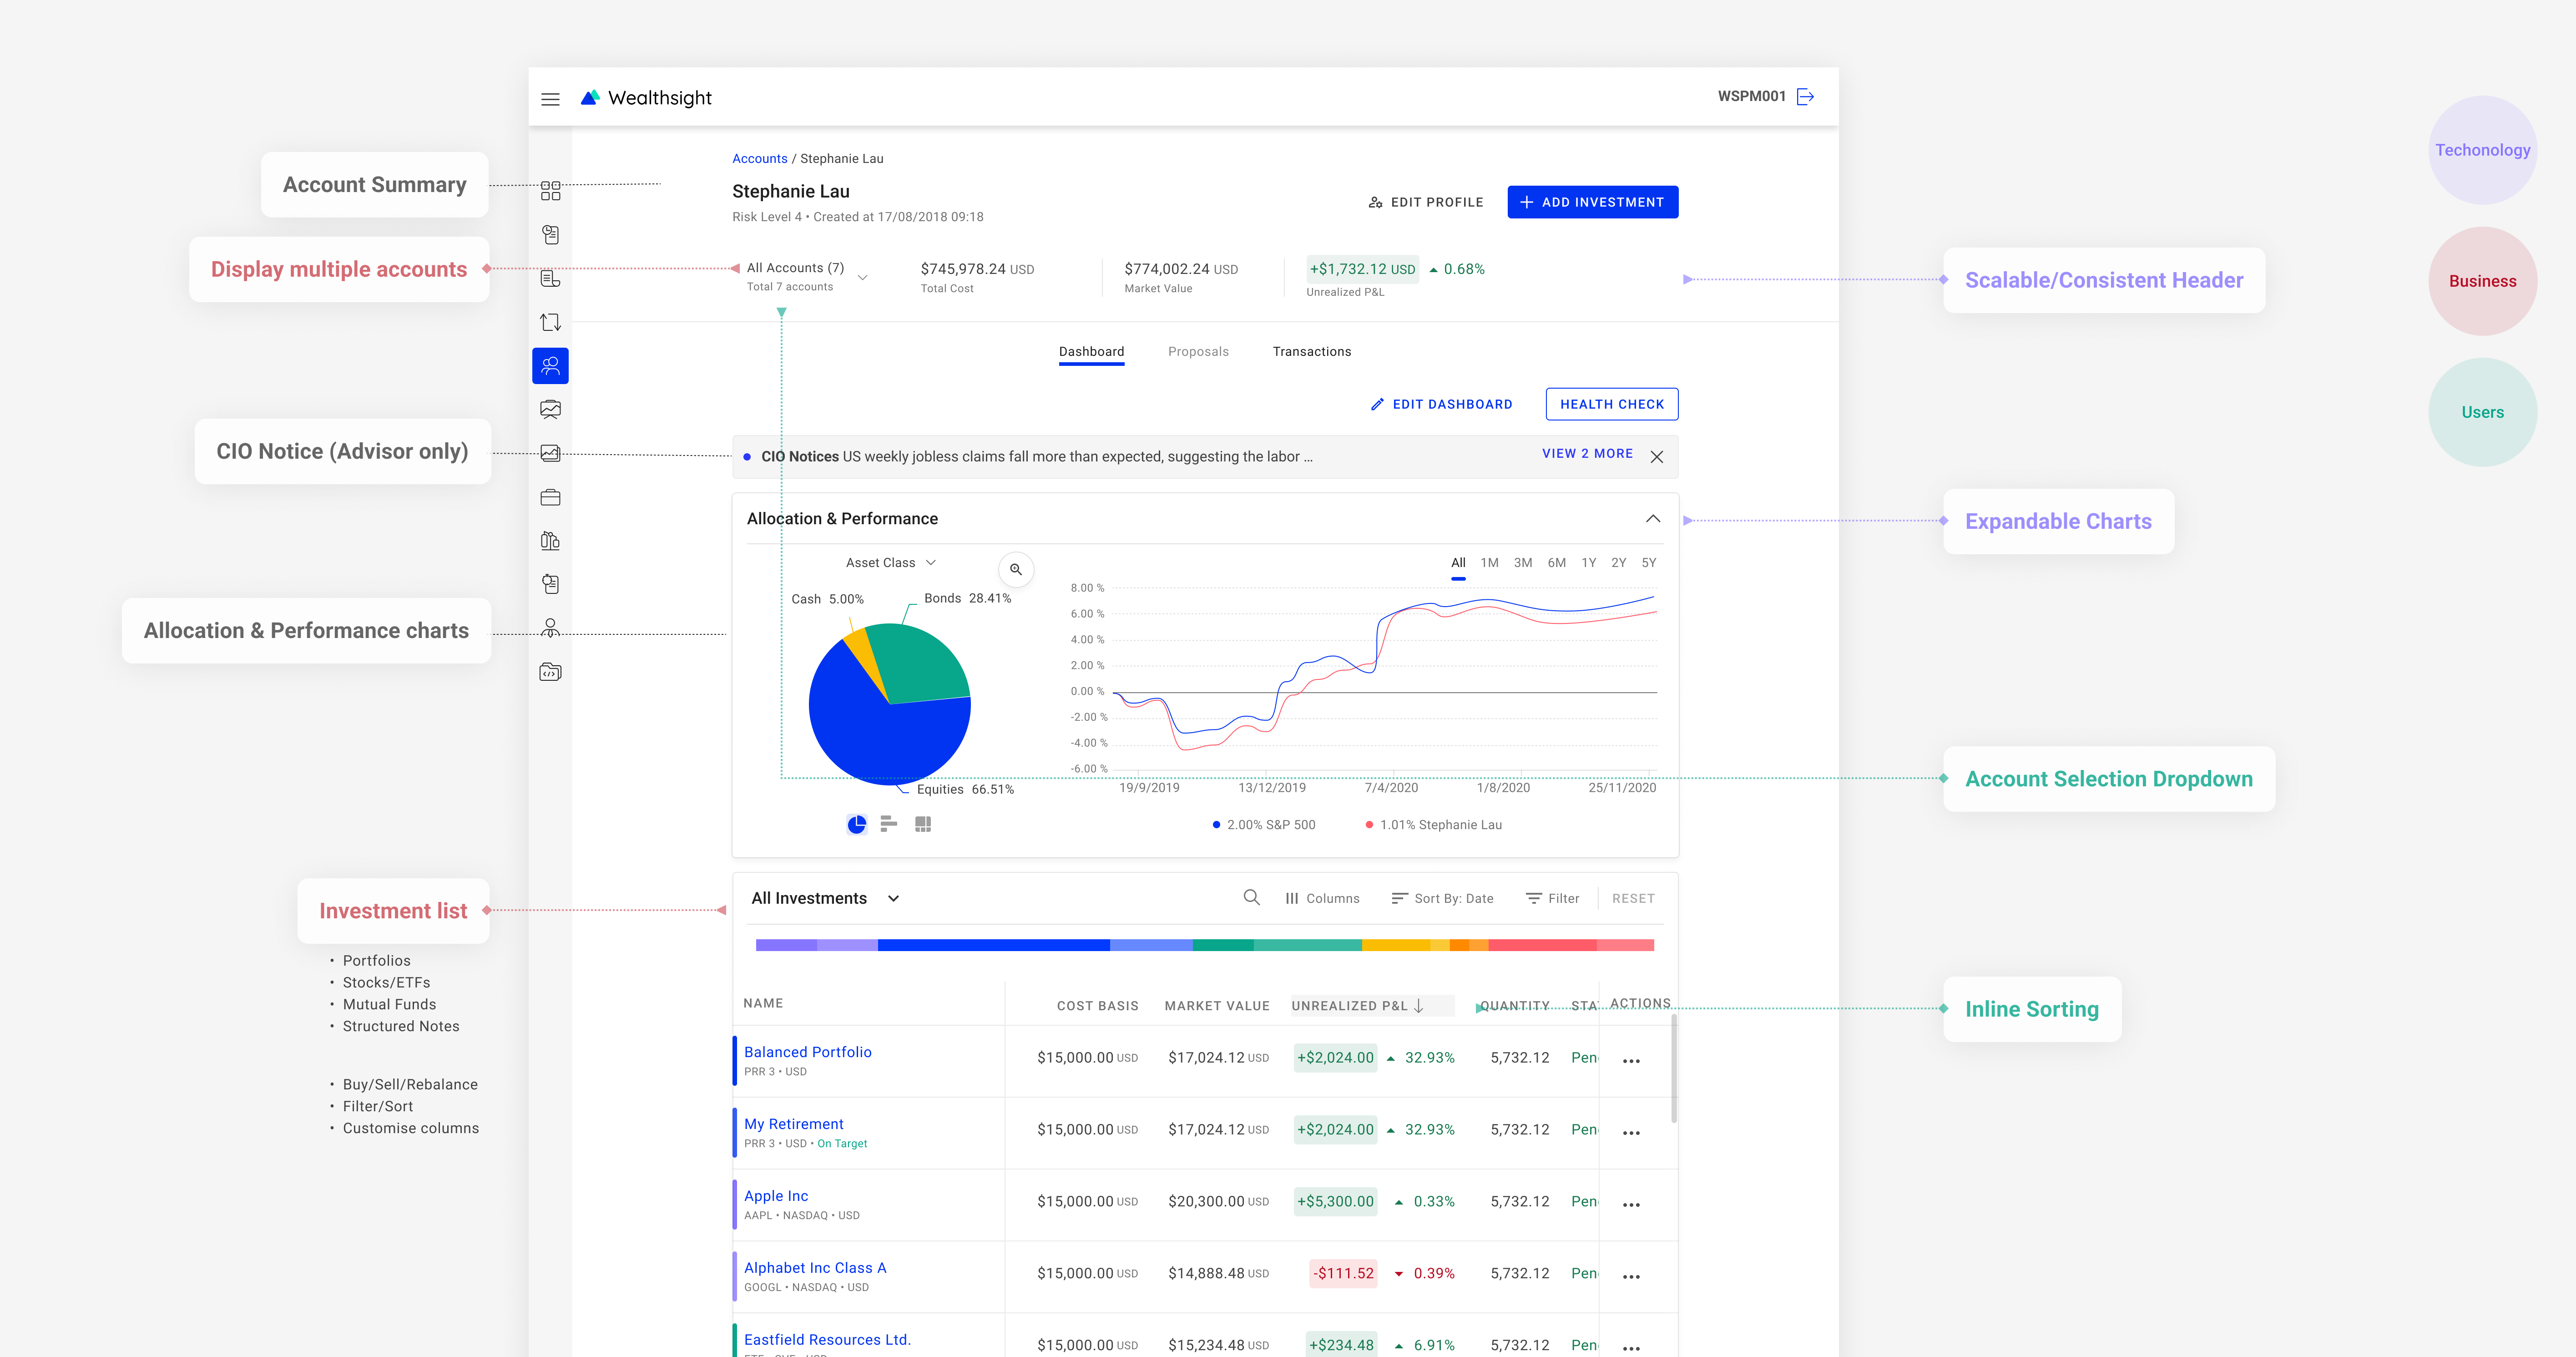 Wealthsight
WSPM001
Accounts / Stephanie Lau
Stephanie Lau
Risk Level 4 • Created at 17/08/2018 09:18
EDIT PROFILE
ADD INVESTMENT
All Accounts (7)
Total 7 accounts
$745,978.24 USD
Total Cost
$774,002.24 USD
Market Value
+$1,732.12 USD 0.68%
Unrealized P&L
Dashboard
Proposals
Transactions
EDIT DASHBOARD
HEALTH CHECK
CIO Notices US weekly jobless claims fall more than expected, suggesting the labor ...
VIEW 2 MORE
Allocation & Performance
Asset Class
Cash 5.00%
Bonds 28.41%
Equities 66.51%
All 1M 3M 6M 1Y 2Y 5Y
8.00 %
6.00 %
4.00 %
2.00 %
0.00 %
-2.00 %
-4.00 %
-6.00 %
19/9/2019 13/12/2019 7/4/2020 1/8/2020 25/11/2020
2.00% S&P 500
1.01% Stephanie Lau
All Investments
Columns
Sort By: Date
Filter
RESET
NAME COST BASIS MARKET VALUE UNREALIZED P&L QUANTITY STA ACTIONS
Balanced Portfolio
PRR 3 • USD
$15,000.00 USD $17,024.12 USD +$2,024.00 32.93% 5,732.12 Pen
My Retirement
PRR 3 • USD • On Target
$15,000.00 USD $17,024.12 USD +$2,024.00 32.93% 5,732.12 Pen
Apple Inc
AAPL • NASDAQ • USD
$15,000.00 USD $20,300.00 USD +$5,300.00 0.33% 5,732.12 Pen
Alphabet Inc Class A
GOOGL • NASDAQ • USD
$15,000.00 USD $14,888.48 USD -$111.52 0.39% 5,732.12 Pen
Eastfield Resources Ltd.
$15,000.00 USD $15,234.48 USD +$234.48 6.91% 5,732.12 Pen
Account Summary
Display multiple accounts
CIO Notice (Advisor only)
Allocation & Performance charts
Investment list
• Portfolios
• Stocks/ETFs
• Mutual Funds
• Structured Notes
• Buy/Sell/Rebalance
• Filter/Sort
• Customise columns
Scalable/Consistent Header
Expandable Charts
Account Selection Dropdown
Inline Sorting
Techonology
Business
Users